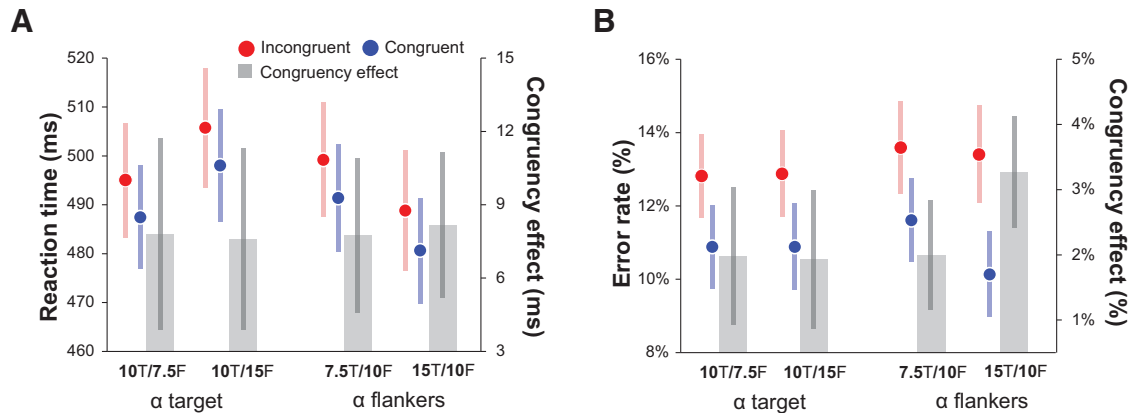 A
Reaction time (ms)
520
510
500
490
480
470
460
Incongruent
Congruent
Congruency effect
15
12
9
6
3
Congruency effect (ms)
10T/7.5F
10T/15F
7.5T/10F
15T/10F
α target
α flankers
B
Error rate (%)
16%
14%
12%
10%
8%
5%
4%
3%
2%
1%
Congruency effect (%)
10T/7.5F
10T/15F
7.5T/10F
15T/10F
α target
α flankers